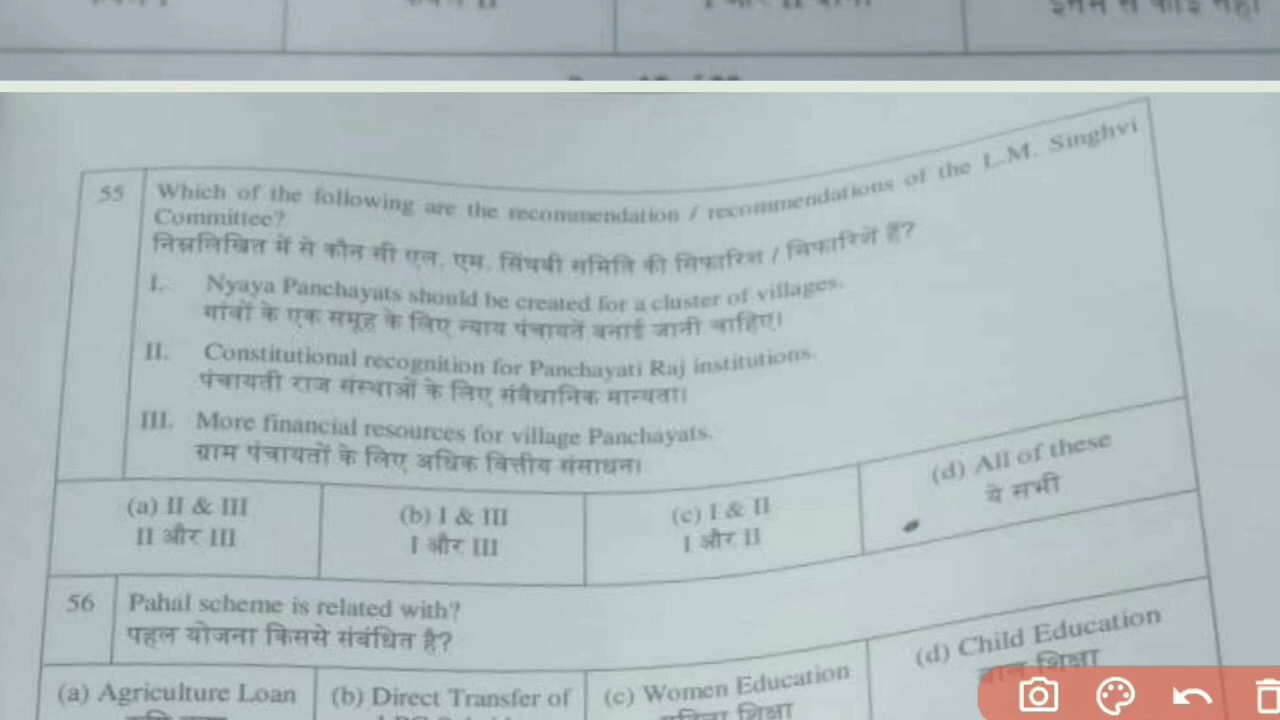 55
Which of the following are the recommendation / recommendations of the L.M. Singhvi
Committee?
निम्नलिखित में से कौन सी एल. एम. सिंघवी समिति की सिफारिश / सिफारिशें हैं?
I. Nyaya Panchayats should be created for a cluster of villages.
गांवों के एक समूह के लिए न्याय पंचायतें बनाई जानी चाहिए।
II. Constitutional recognition for Panchayati Raj institutions.
पंचायती राज संस्थाओं के लिए संवैधानिक मान्यता।
III. More financial resources for village Panchayats.
ग्राम पंचायतों के लिए अधिक वित्तीय संसाधन।
(a) II & III
II और III
(b) I & III
I और III
(c) I & II
I और II
(d) All of these
ये सभी
56
Pahal scheme is related with?
पहल योजना किससे संबंधित है?
(a) Agriculture Loan
(b) Direct Transfer of
(c) Women Education
शिक्षा
(d) Child Education
बाल शिक्षा